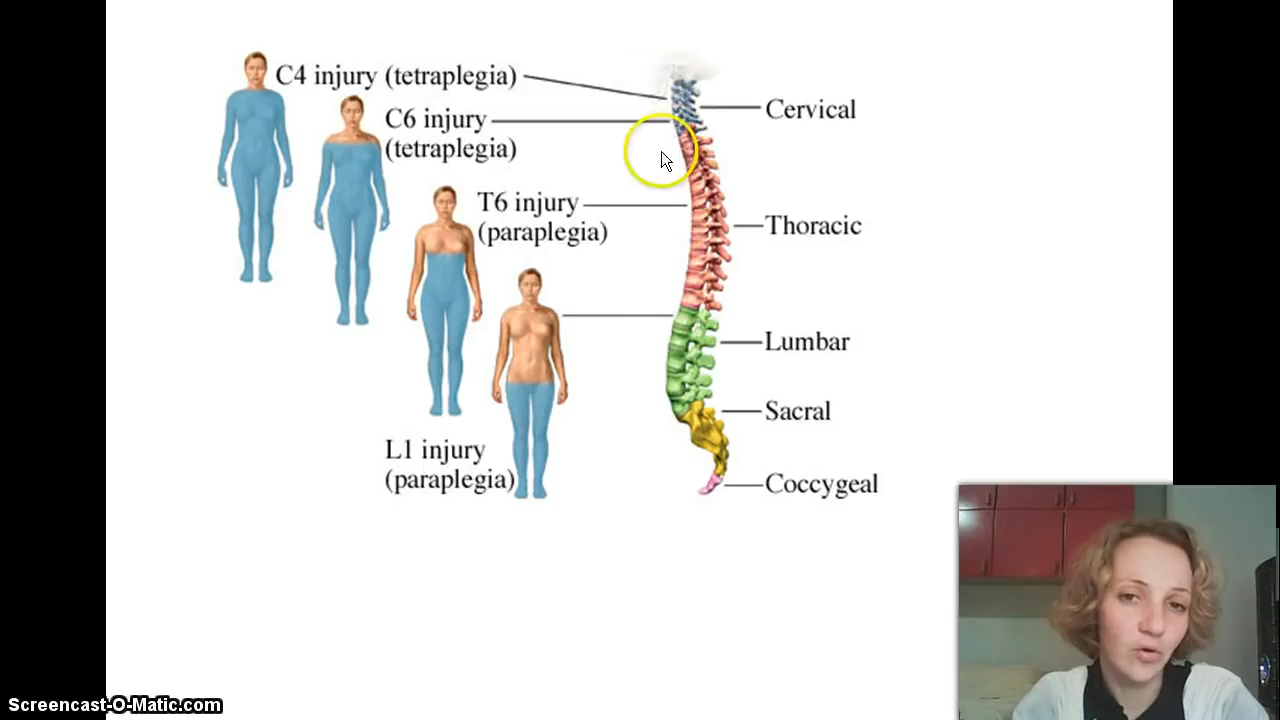 C4 injury (tetraplegia)
C6 injury
(tetraplegia)
T6 injury
(paraplegia)
L1 injury
(paraplegia)
Cervical
Thoracic
Lumbar
Sacral
Coccygeal
Screencast-O-Matic.com